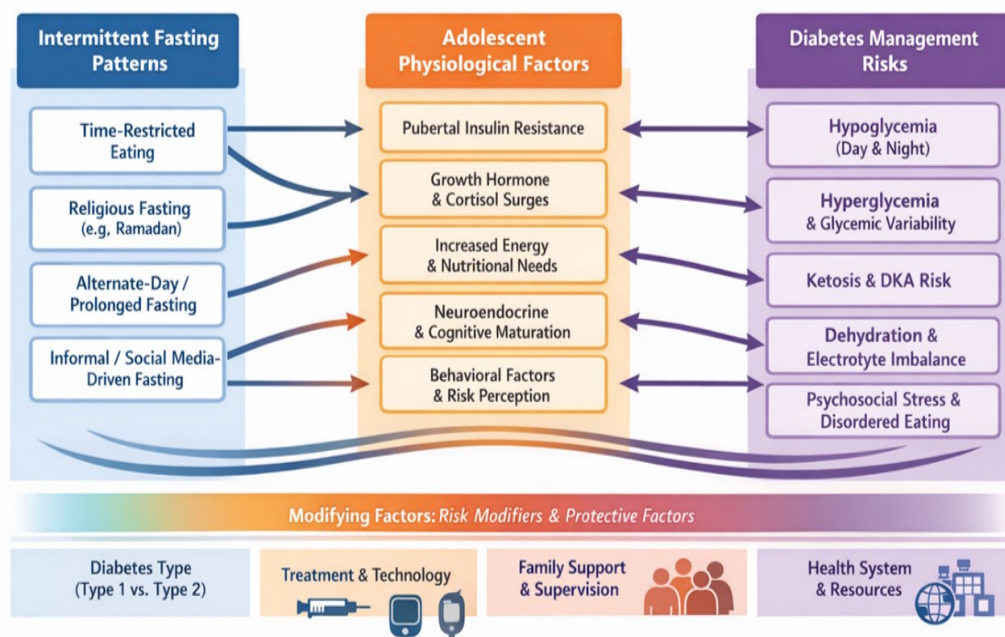 Intermittent Fasting
Patterns
Time-Restricted
Eating
Religious Fasting
(e.g, Ramadan)
Alternate-Day /
Prolonged Fasting
Informal / Social Media-
Driven Fasting
Adolescent
Physiological Factors
Pubertal Insulin Resistance
Growth Hormone
& Cortisol Surges
Increased Energy
& Nutritional Needs
Neuroendocrine
& Cognitive Maturation
Behavioral Factors
& Risk Perception
Diabetes Management
Risks
Hypoglycemia
(Day & Night)
Hyperglycemia
& Glycemic Variability
Ketosis & DKA Risk
Dehydration &
Electrotyte Imbalance
Psychosocial Stress &
Disordered Eating
Modifying Factors: Risk Modifiers & Protective Factors
Diabetes Type
(Type 1 vs. Type 2)
Treatment & Technology
Family Support
& Supervision
Health System
& Resources